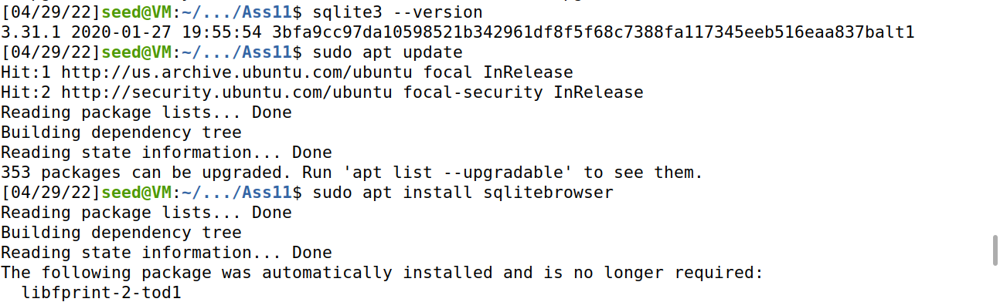 [04/29/22]seed@VM:~/.../Ass11$ sqlite3 --version
3.31.1 2020-01-27 19:55:54 3bfa9cc97da10598521b342961df8f5f68c7388fa117345eeb516eaa837balt1
[04/29/22]seed@VM:~/.../Ass11$ sudo apt update
Hit:1 http://us.archive.ubuntu.com/ubuntu focal InRelease
Hit:2 http://security.ubuntu.com/ubuntu focal-security InRelease
Reading package lists... Done
Building dependency tree
Reading state information... Done
353 packages can be upgraded. Run 'apt list --upgradable' to see them.
[04/29/22]seed@VM:~/.../Ass11$ sudo apt install sqlitebrowser
Reading package lists... Done
Building dependency tree
Reading state information... Done
The following package was automatically installed and is no longer required:
  libfprint-2-tod1